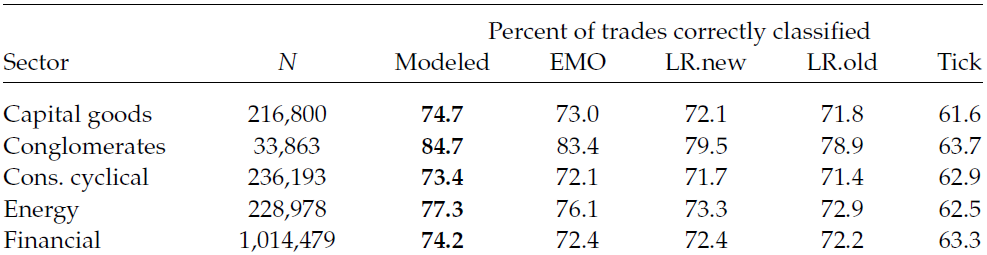 Percent of trades correctly classified
Sector N Modeled EMO LR.new LR.old Tick
Capital goods 216,800 74.7 73.0 72.1 71.8 61.6
Conglomerates 33,863 84.7 83.4 79.5 78.9 63.7
Cons. cyclical 236,193 73.4 72.1 71.7 71.4 62.9
Energy 228,978 77.3 76.1 73.3 72.9 62.5
Financial 1,014,479 74.2 72.4 72.4 72.2 63.3